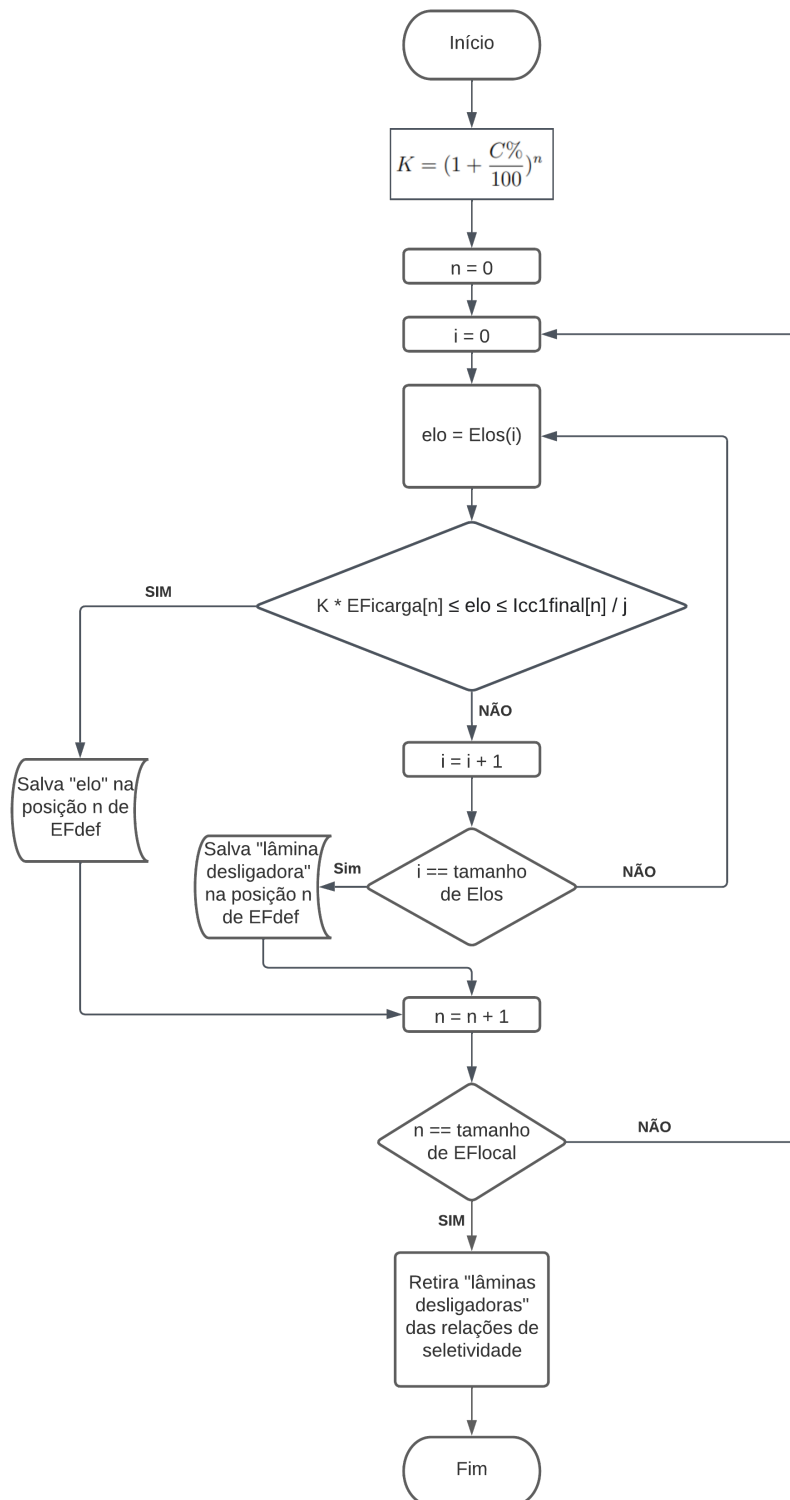 Início
K = (1 + C%/100)^n
n = 0
i = 0
elo = Elos(i)
K * EFicarga[n] ≤ elo ≤ Icc1final[n] / j
SIM
NÃO
i = i + 1
Salva "elo" na
posição n de
EFdef
Salva "lâmina
desligadora"
na posição n
de EFdef
Sim
i == tamanho
de Elos
NÃO
n = n + 1
n == tamanho
de EFlocal
NÃO
SIM
Retira "lâminas
desligadoras"
das relações de
seletividade
Fim